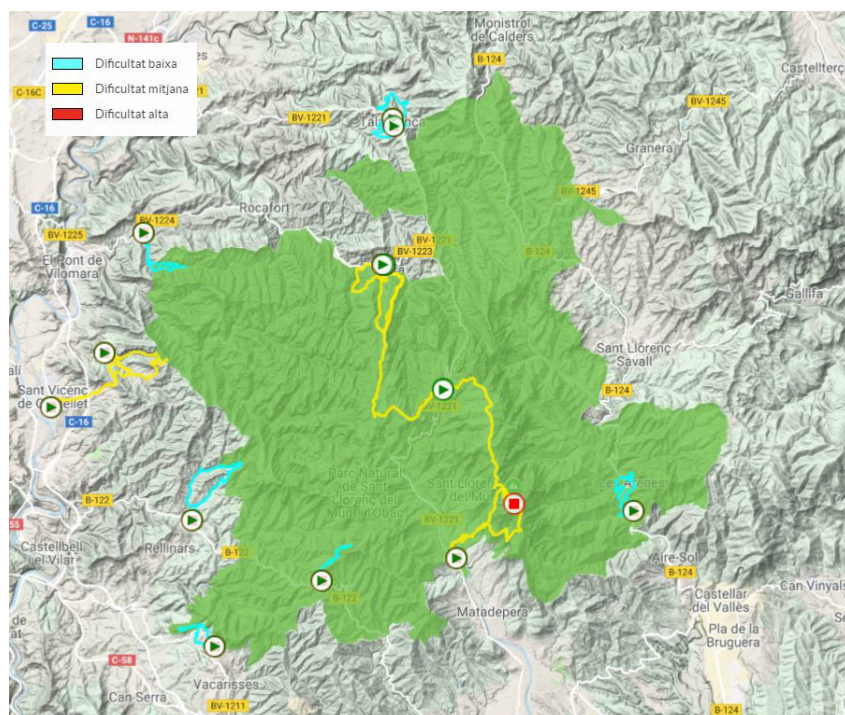 C-25
C-16
N-141c
Monistrol
de Calders
B-124
Castellterç
Dificultat baixa
Dificultat mitjana
Dificultat alta
C-16C
BV-1221
BV-1245
Granera
BV-1245
C-16
Rocafort
BV-1224
BV-1225
BV-1221
BV-1223
B-124
El Pont de
Vilomara
Gallifa
Sant Llorenç
Savall
Sant Vicenç
C-16
B-124
BV-1221
Parc Natural
de Sant
Llorenç del
Munt i l'Obac
Sant Llorenç
del Munt
B-122
BV-1221
Rellinars
Castellbell
i el Vilar
B-122
Aire-Sol
B-124
B-122
Can Vinyals
Castellar
del Vallès
Matadepera
Pla de la
Bruguera
C-58
Vacarisses
Can Serra
BV-1211
B-124